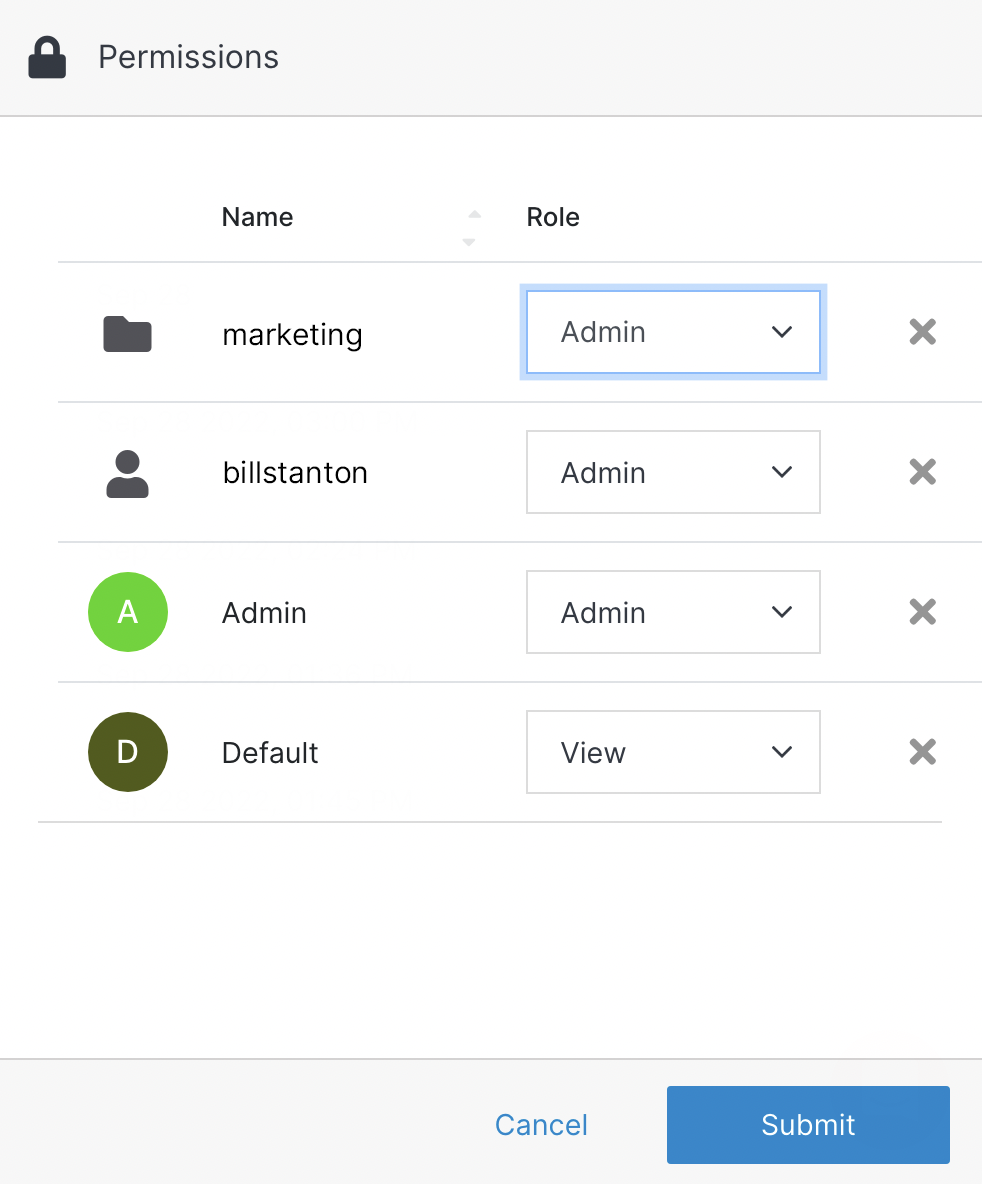 Permissions
Name Role
marketing Admin
billstanton Admin
A Admin Admin
D Default View
Cancel Submit